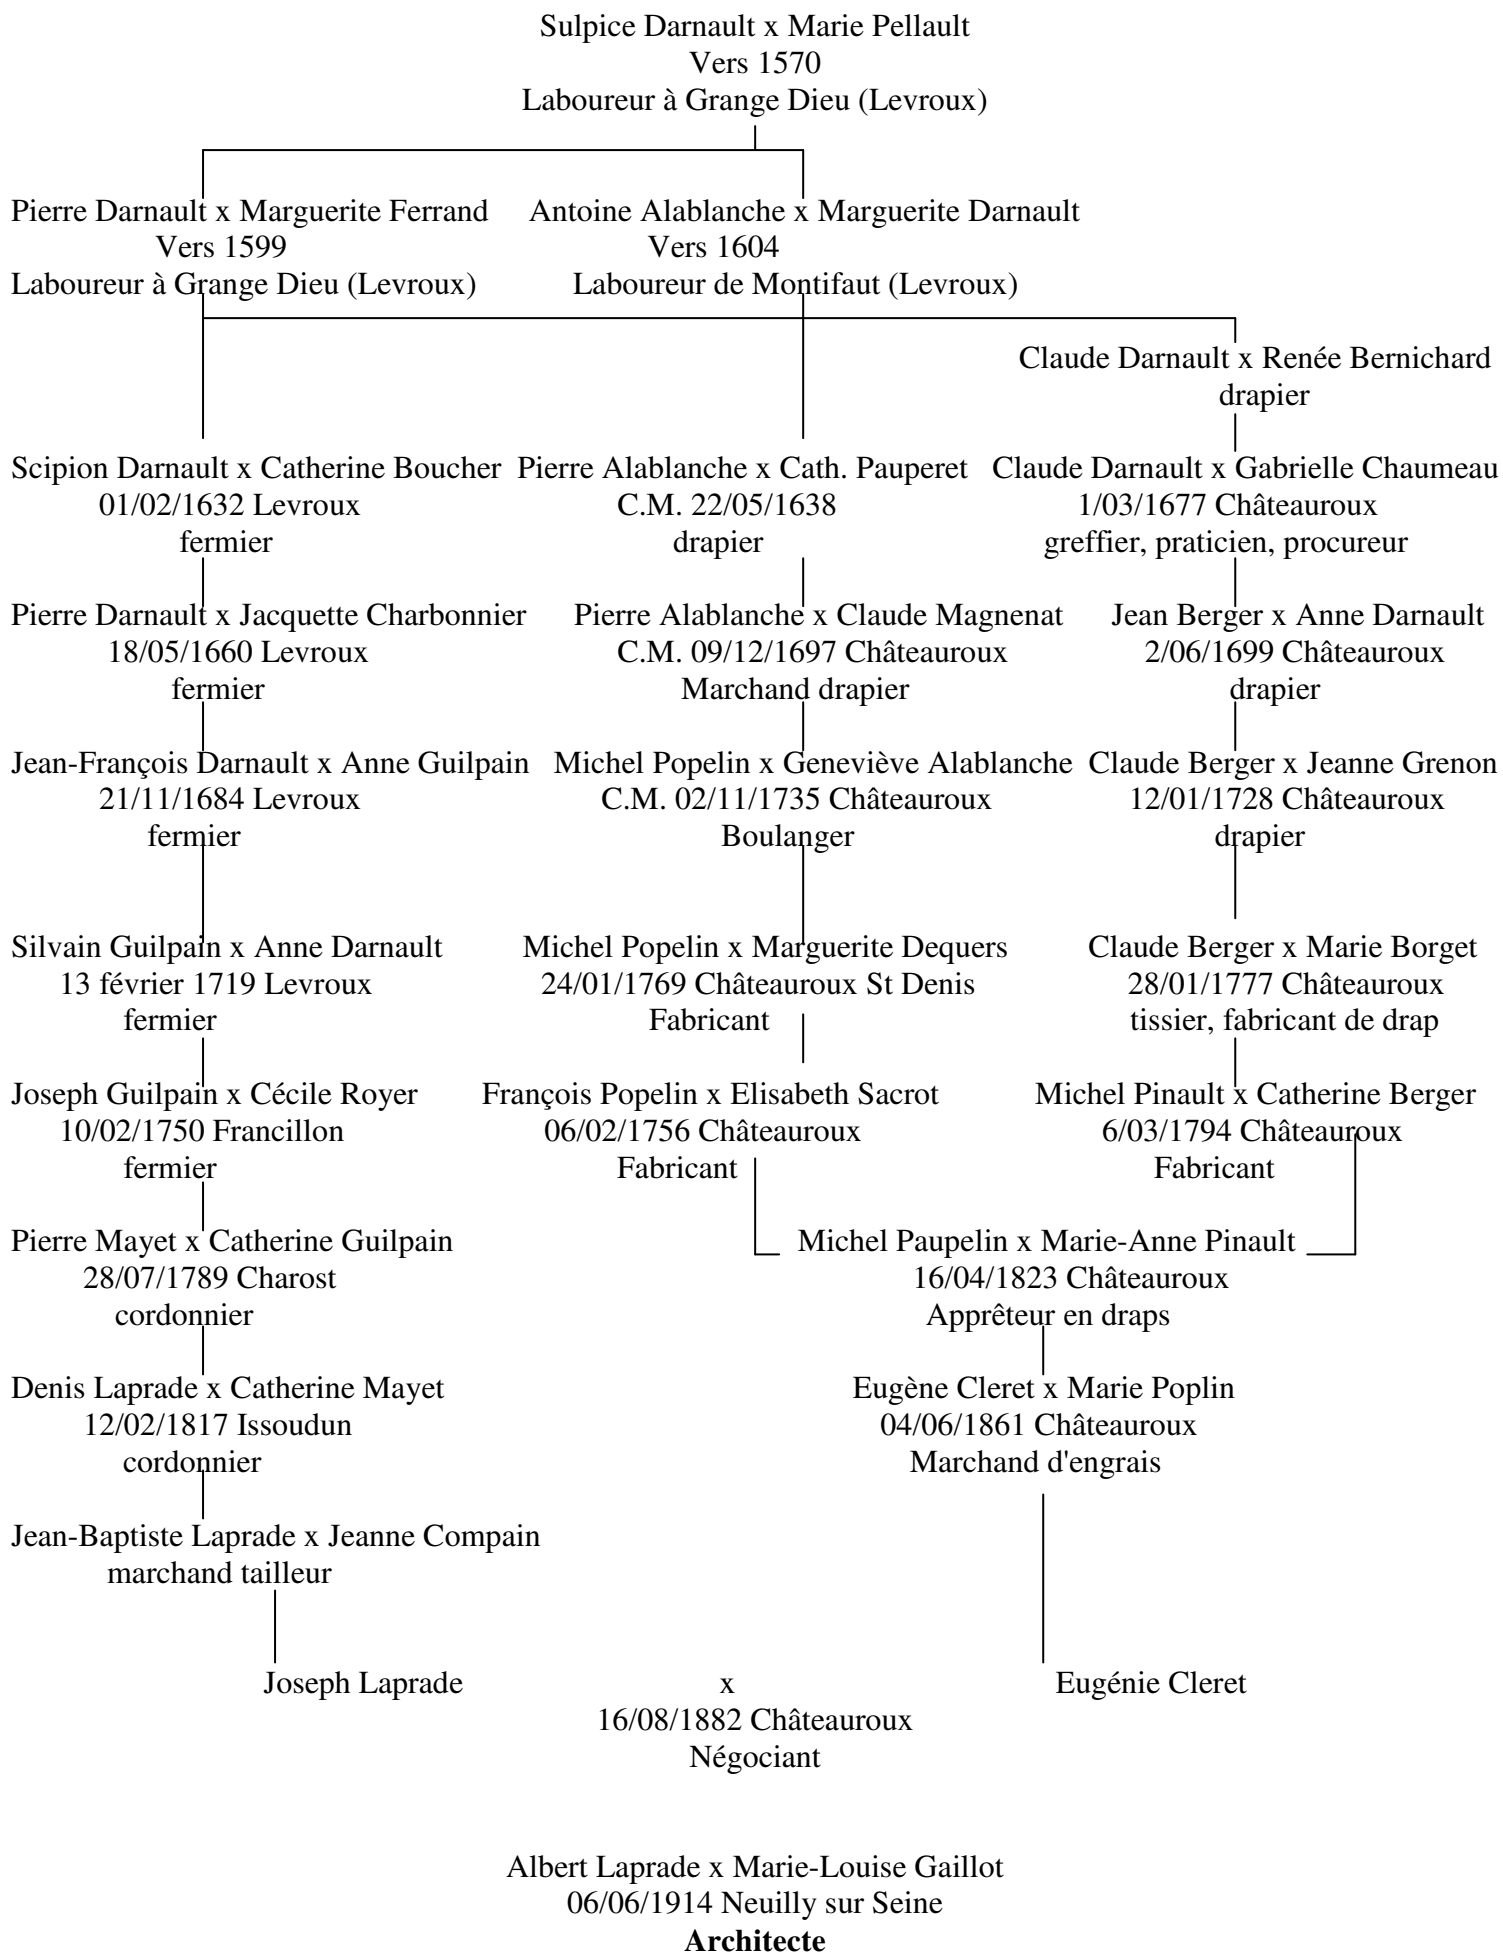 Sulpice Darnault x Marie Pellault
Vers 1570
Laboureur à Grange Dieu (Levroux)
Pierre Darnault x Marguerite Ferrand
Vers 1599
Laboureur à Grange Dieu (Levroux)
Antoine Alablanche x Marguerite Darnault
Vers 1604
Laboureur de Montifaut (Levroux)
Claude Darnault x Renée Bernichard
drapier
Scipion Darnault x Catherine Boucher
01/02/1632 Levroux
fermier
Pierre Alablanche x Cath. Pauperet
C.M. 22/05/1638
drapier
Claude Darnault x Gabrielle Chaumeau
1/03/1677 Châteauroux
greffier, praticien, procureur
Pierre Darnault x Jacquette Charbonnier
18/05/1660 Levroux
fermier
Pierre Alablanche x Claude Magnenat
C.M. 09/12/1697 Châteauroux
Marchand drapier
Jean Berger x Anne Darnault
2/06/1699 Châteauroux
drapier
Jean-François Darnault x Anne Guilpain
21/11/1684 Levroux
fermier
Michel Popelin x Geneviève Alablanche
C.M. 02/11/1735 Châteauroux
Boulanger
Claude Berger x Jeanne Grenon
12/01/1728 Châteauroux
drapier
Silvain Guilpain x Anne Darnault
13 février 1719 Levroux
fermier
Michel Popelin x Marguerite Dequers
24/01/1769 Châteauroux St Denis
Fabricant
Claude Berger x Marie Borget
28/01/1777 Châteauroux
tissier, fabricant de drap
Joseph Guilpain x Cécile Royer
10/02/1750 Francillon
fermier
François Popelin x Elisabeth Sacrot
06/02/1756 Châteauroux
Fabricant
Michel Pinault x Catherine Berger
6/03/1794 Châteauroux
Fabricant
Pierre Mayet x Catherine Guilpain
28/07/1789 Charost
cordonnier
Michel Paupelin x Marie-Anne Pinault
16/04/1823 Châteauroux
Apprêteur en draps
Denis Laprade x Catherine Mayet
12/02/1817 Issoudun
cordonnier
Eugène Cleret x Marie Poplin
04/06/1861 Châteauroux
Marchand d'engrais
Jean-Baptiste Laprade x Jeanne Compain
marchand tailleur
Joseph Laprade x Eugénie Cleret
16/08/1882 Châteauroux
Négociant
Albert Laprade x Marie-Louise Gaillot
06/06/1914 Neuilly sur Seine
Architecte